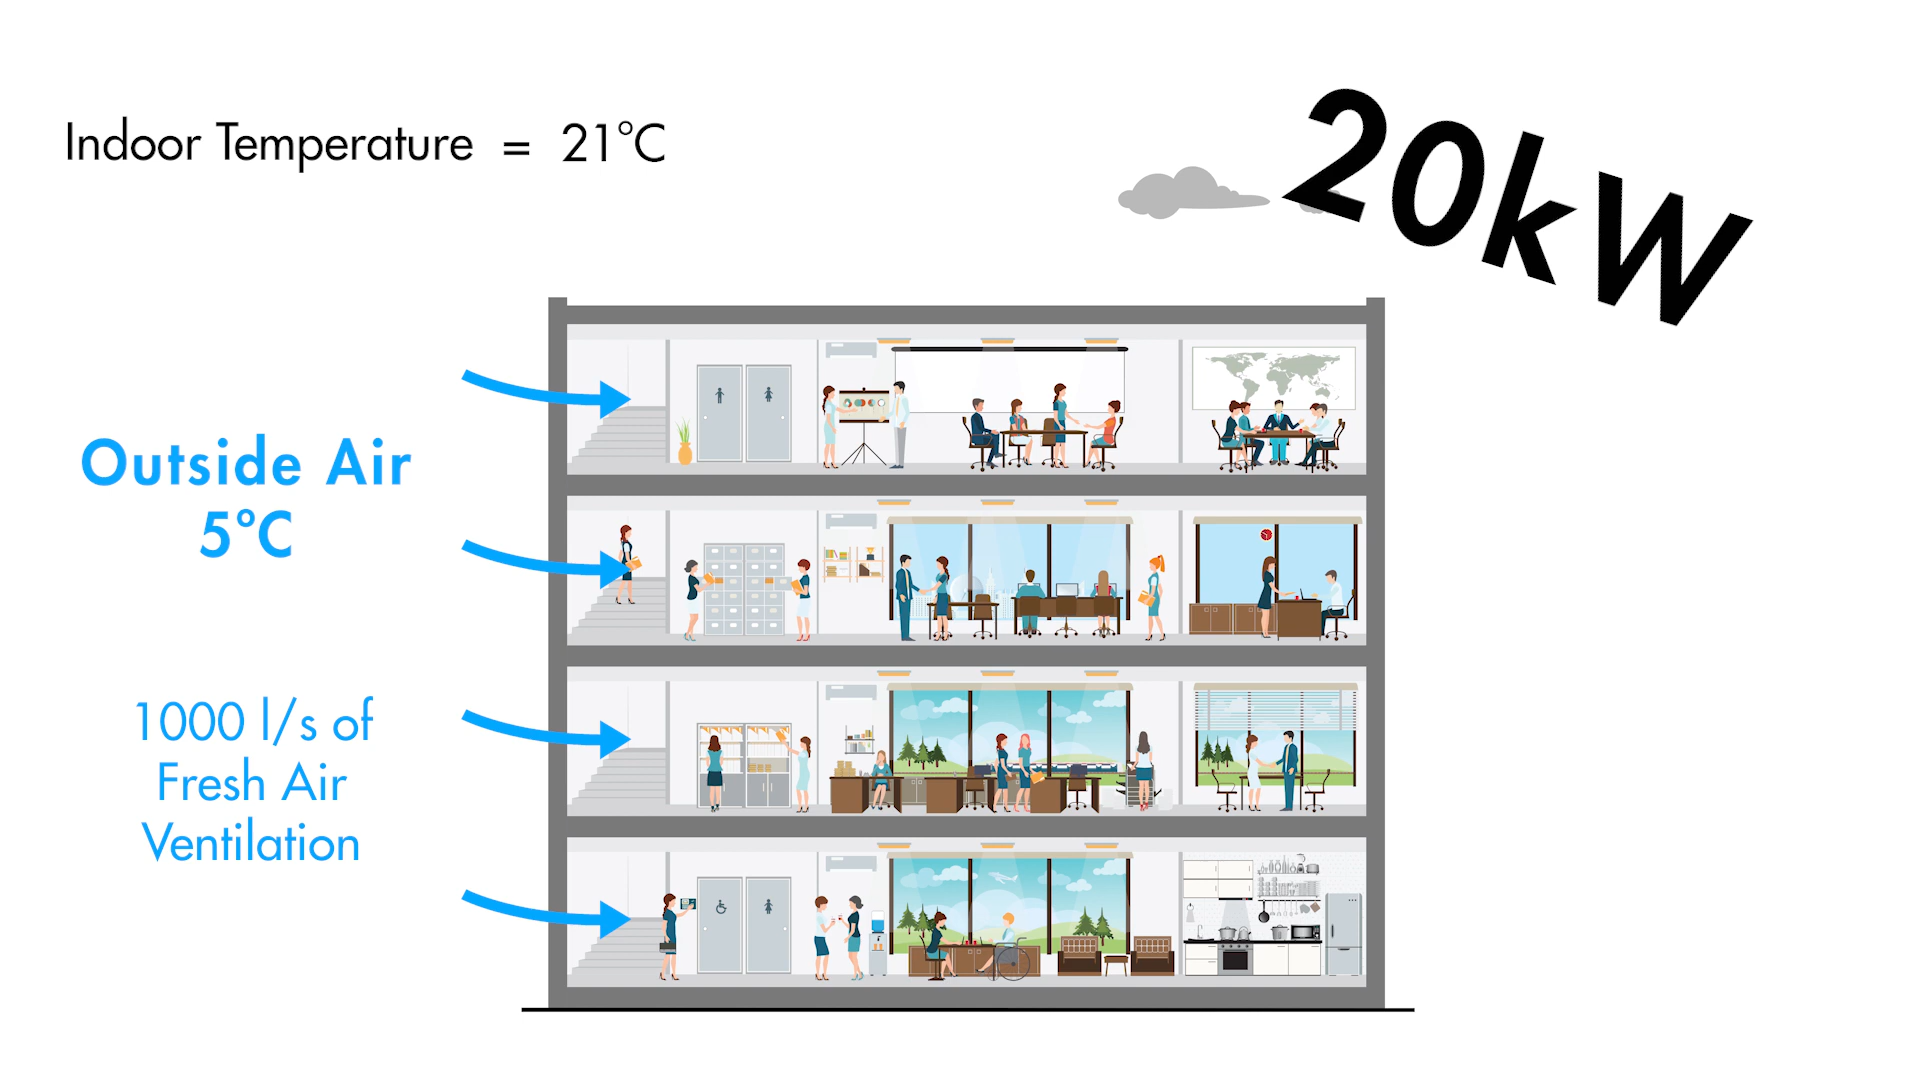 Indoor Temperature = 21°C
20kW
Outside Air
5°C
1000 l/s of
Fresh Air
Ventilation